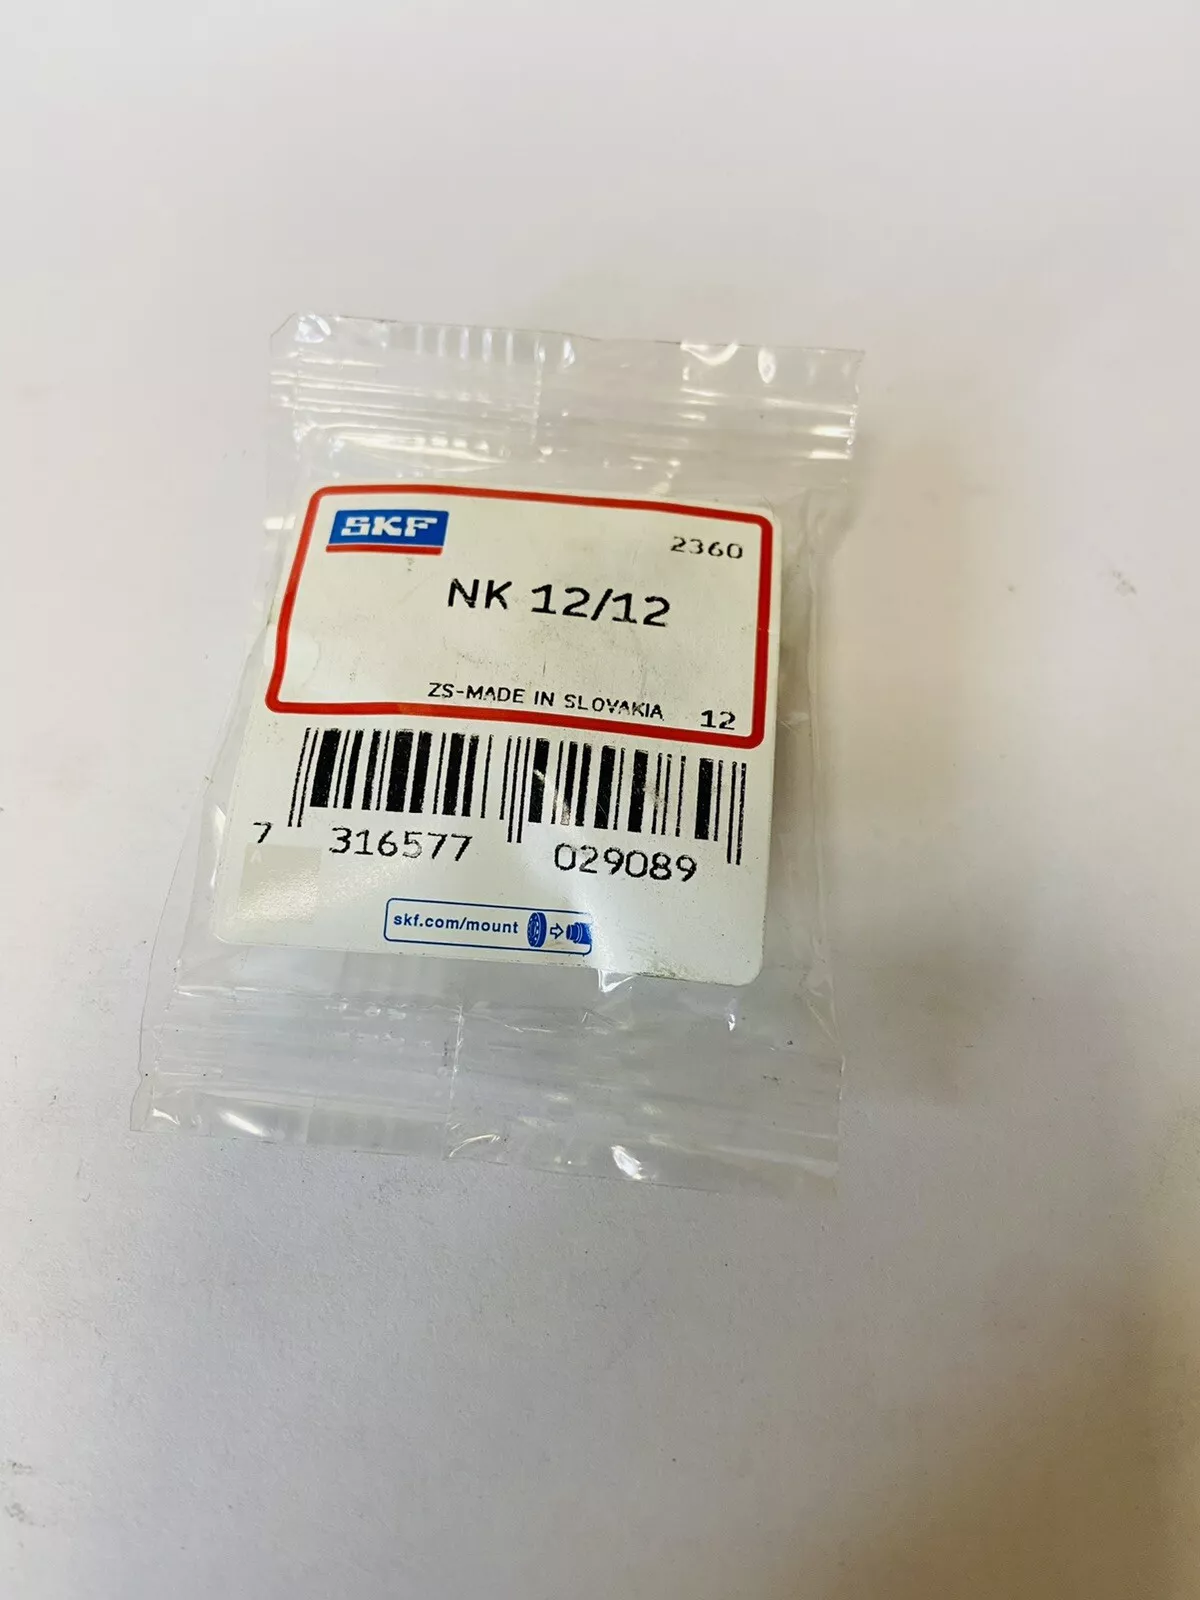 SKF
2360
NK 12/12
ZS-MADE IN SLOVAKIA 12
7 316577 029089
A
skf.com/mount